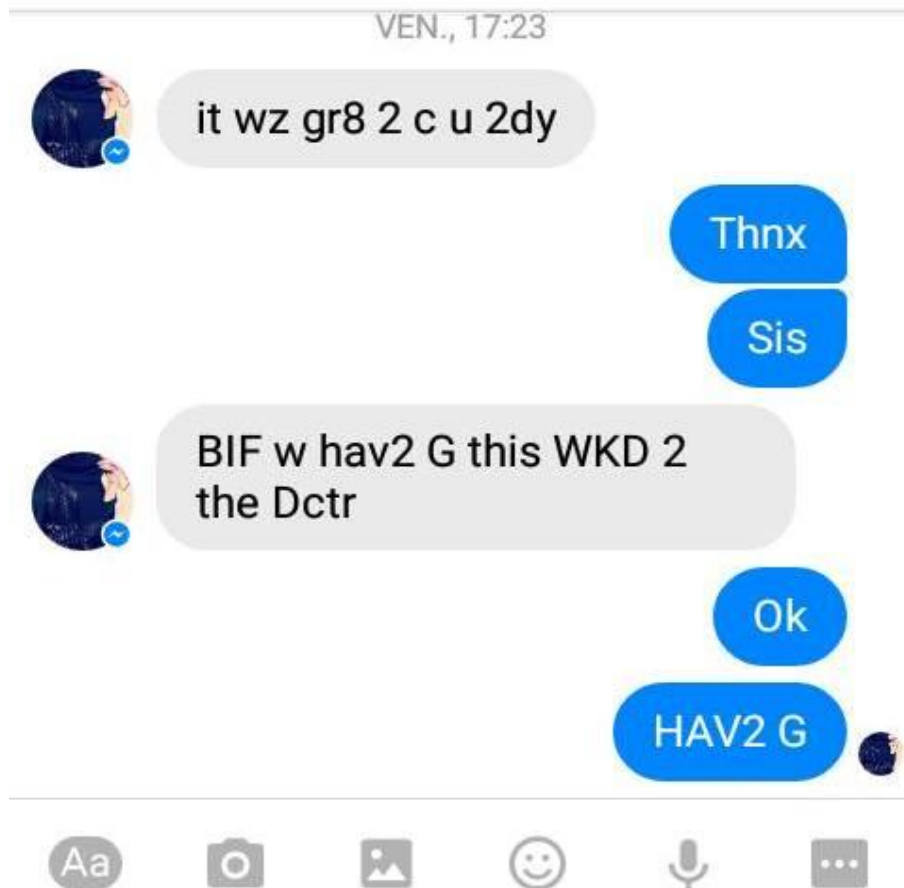 VEN., 17:23
it wz gr8 2 c u 2dy
Thnx
Sis
BIF w hav2 G this WKD 2
the Dctr
Ok
HAV2 G
Aa